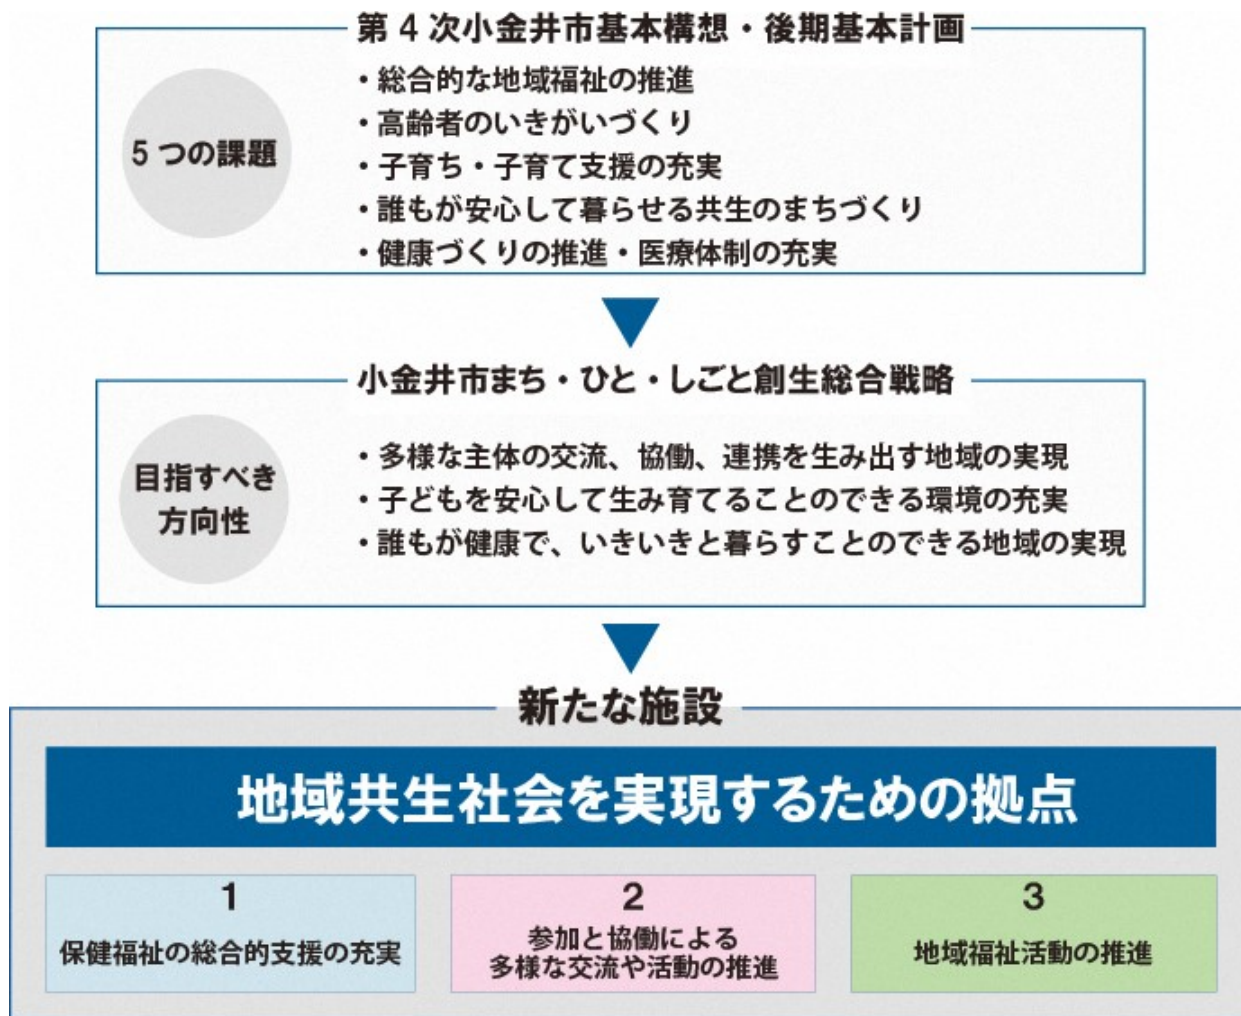 第4次小金井市基本構想・後期基本計画
5つの課題
・総合的な地域福祉の推進
・高齢者のいきがいづくり
・子育ち・子育て支援の充実
・誰もが安心して暮らせる共生のまちづくり
・健康づくりの推進・医療体制の充実
小金井市まち・ひと・しごと創生総合戦略
目指すべき
方向性
・多様な主体の交流、協働、連携を生み出す地域の実現
・子どもを安心して生み育てることのできる環境の充実
・誰もが健康で、いきいきと暮らすことのできる地域の実現
新たな施設
地域共生社会を実現するための拠点
1
保健福祉の総合的支援の充実
2
参加と協働による
多様な交流や活動の推進
3
地域福祉活動の推進